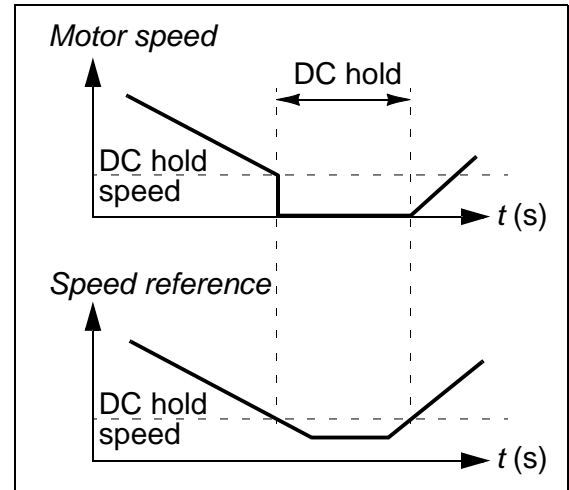 Motor speed
DC hold
DC hold
speed
t (s)
Speed reference
DC hold
speed
t (s)